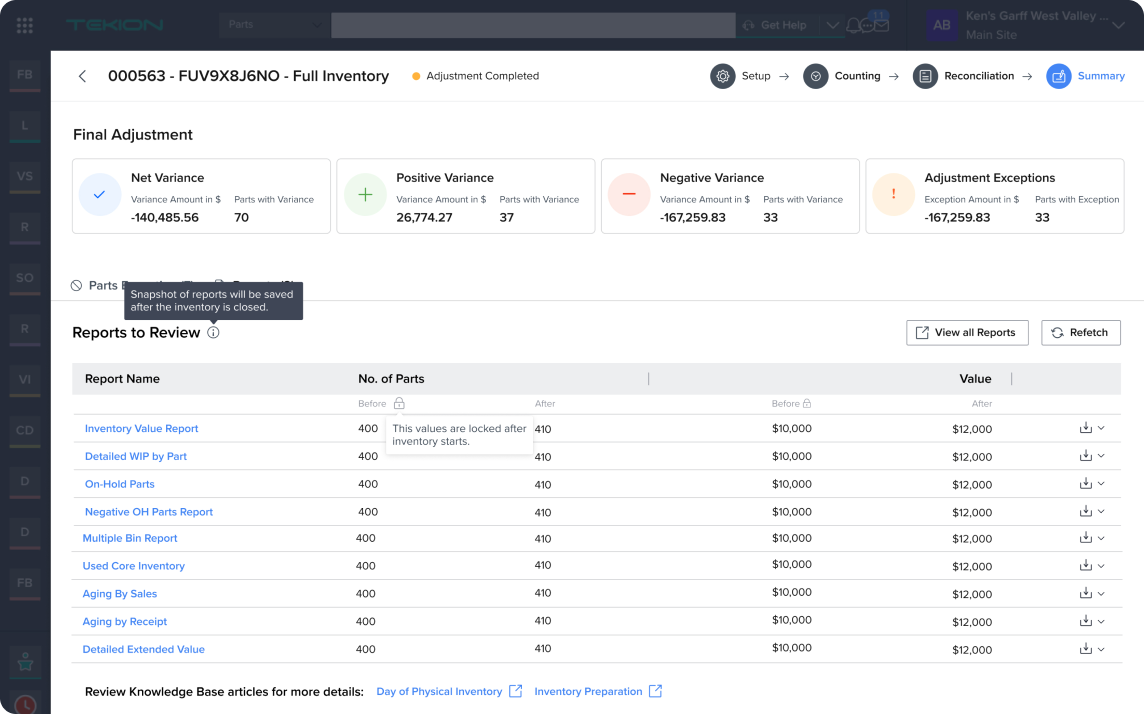 TEKION
Parts
Get Help
11
AB
Ken's Garff West Valley ...
Main Site
FB
L
VS
R
SO
R
VI
CD
D
D
FB
000563 - FUV9X8J6NO - Full Inventory
Adjustment Completed
Setup
Counting
Reconciliation
Summary
Final Adjustment
Net Variance
Variance Amount in $ Parts with Variance
-140,485.56 70
Positive Variance
Variance Amount in $ Parts with Variance
26,774.27 37
Negative Variance
Variance Amount in $ Parts with Variance
-167,259.83 33
Adjustment Exceptions
Exception Amount in $ Parts with Exception
-167,259.83 33
Parts
Snapshot of reports will be saved
after the inventory is closed.
Reports to Review
View all Reports
Refetch
Report Name No. of Parts Value
Before After Before After
This values are locked after
inventory starts.
Inventory Value Report 400 410 $10,000 $12,000
Detailed WIP by Part 400 410 $10,000 $12,000
On-Hold Parts 400 410 $10,000 $12,000
Negative OH Parts Report 400 410 $10,000 $12,000
Multiple Bin Report 400 410 $10,000 $12,000
Used Core Inventory 400 410 $10,000 $12,000
Aging By Sales 400 410 $10,000 $12,000
Aging by Receipt 400 410 $10,000 $12,000
Detailed Extended Value 400 410 $10,000 $12,000
Review Knowledge Base articles for more details: Day of Physical Inventory Inventory Preparation